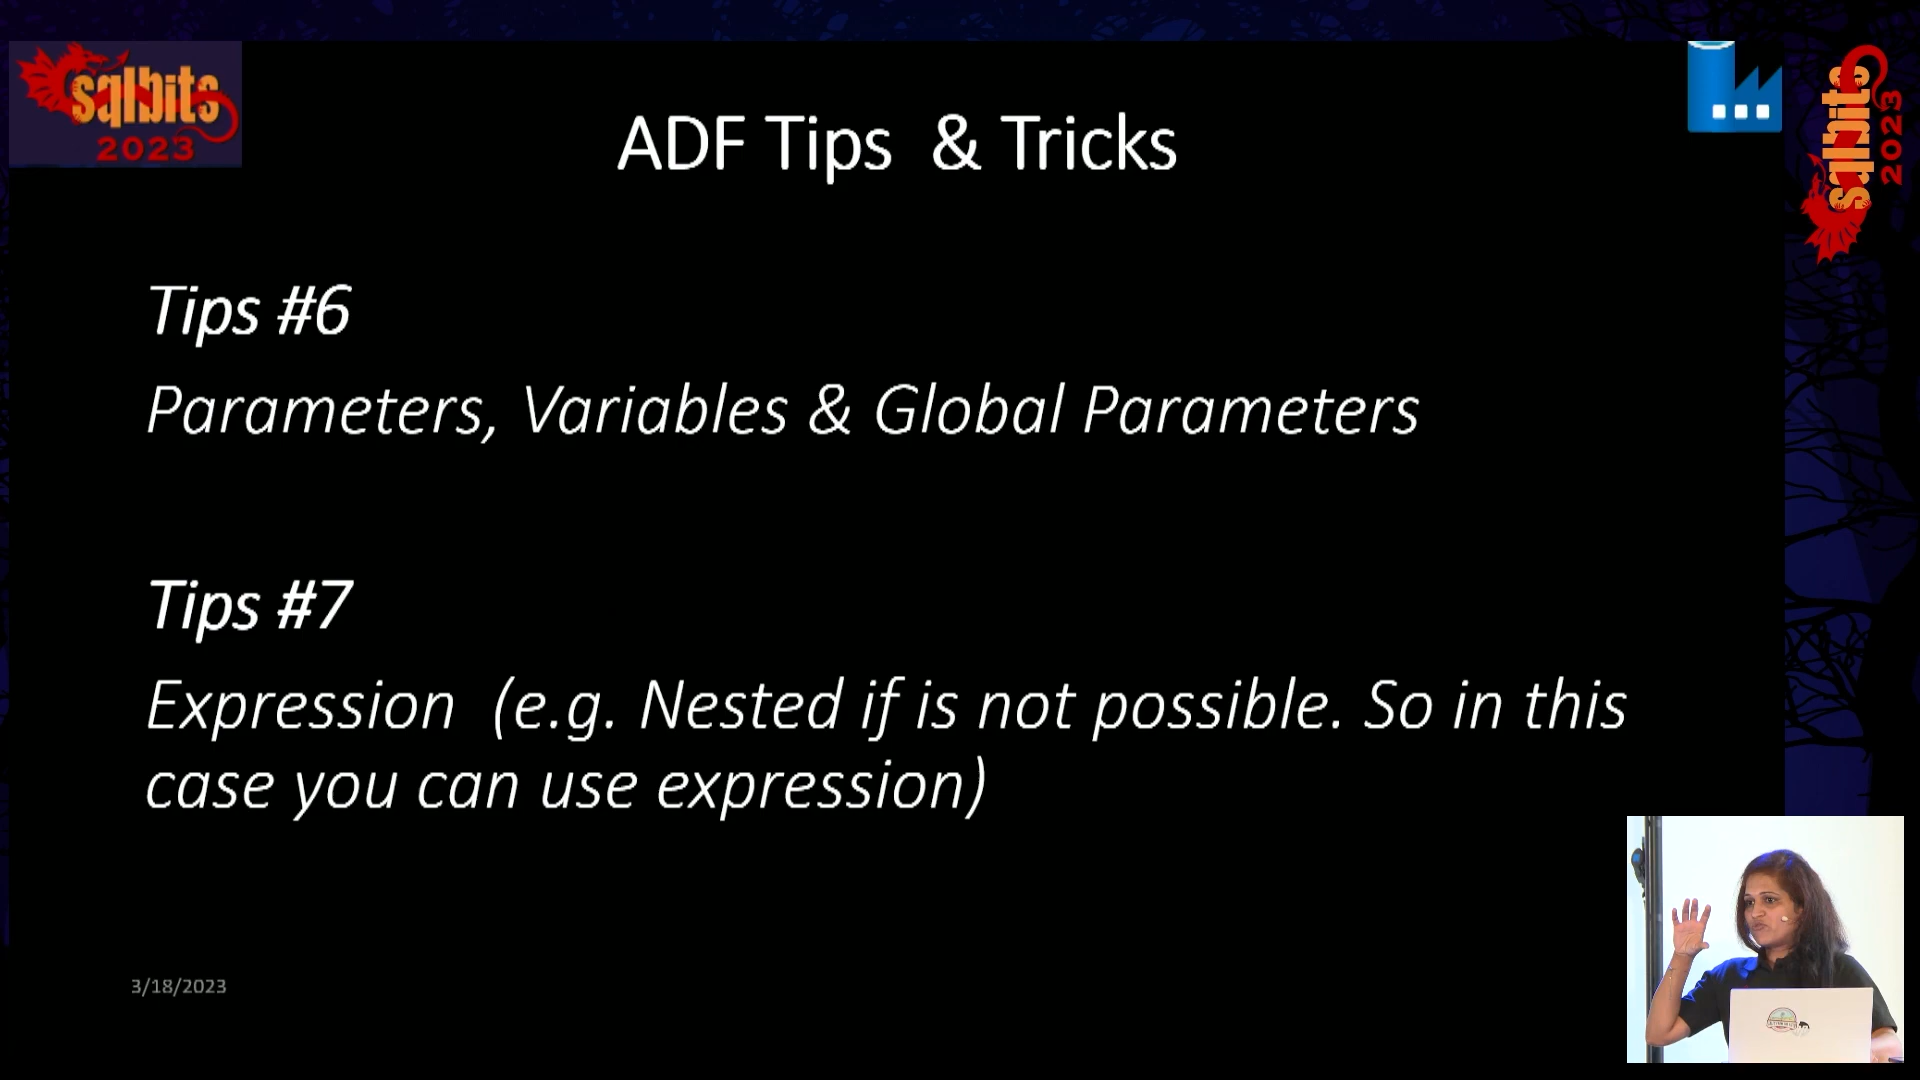 sqlbits
2023
ADF Tips & Tricks
sqlbits
2023
Tips #6
Parameters, Variables & Global Parameters
Tips #7
Expression (e.g. Nested if is not possible. So in this
case you can use expression)
3/18/2023